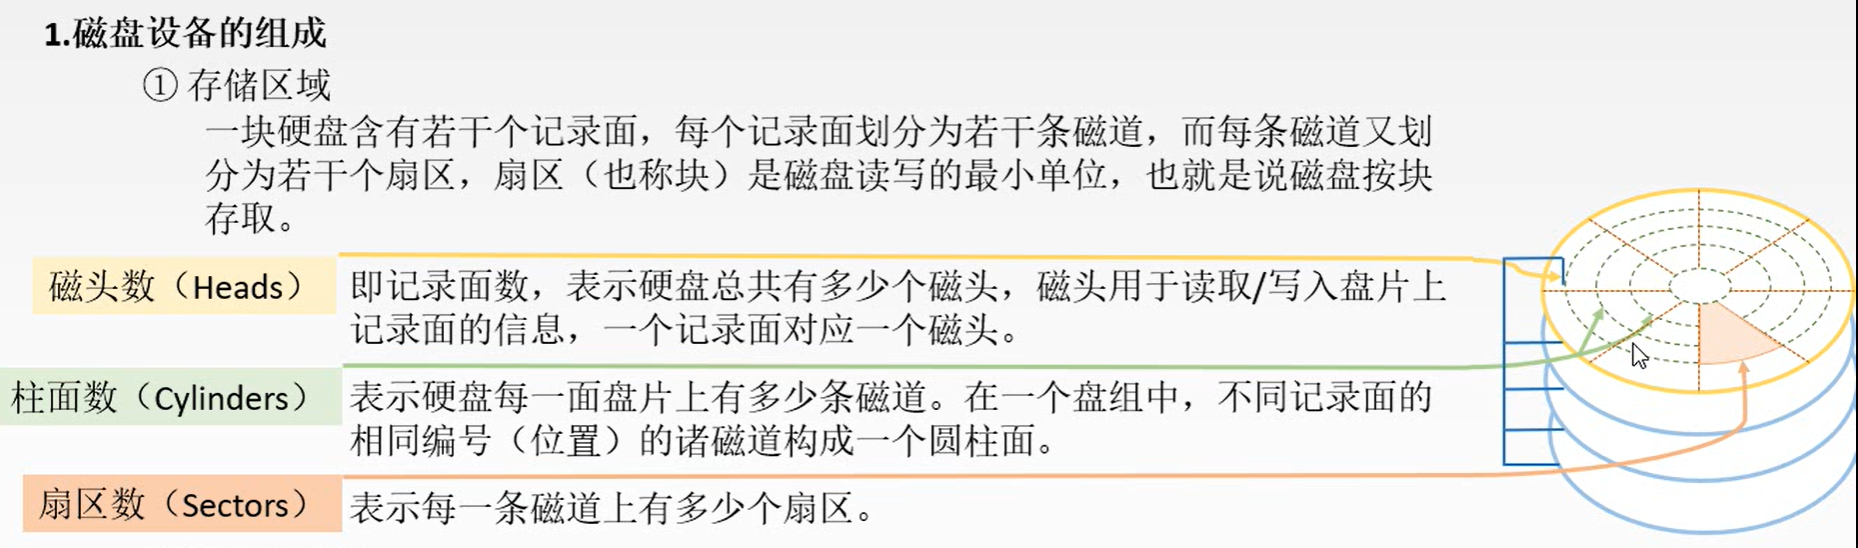 1.磁盘设备的组成
① 存储区域
一块硬盘含有若干个记录面，每个记录面划分为若干条磁道，而每条磁道又划
分为若干个扇区，扇区（也称块）是磁盘读写的最小单位，也就是说磁盘按块
存取。
磁头数（Heads）
即记录面数，表示硬盘总共有多少个磁头，磁头用于读取/写入盘片上
记录面的信息，一个记录面对应一个磁头。
柱面数（Cylinders）
表示硬盘每一面盘片上有多少条磁道。在一个盘组中，不同记录面的
相同编号（位置）的诸磁道构成一个圆柱面。
扇区数（Sectors）
表示每一条磁道上有多少个扇区。